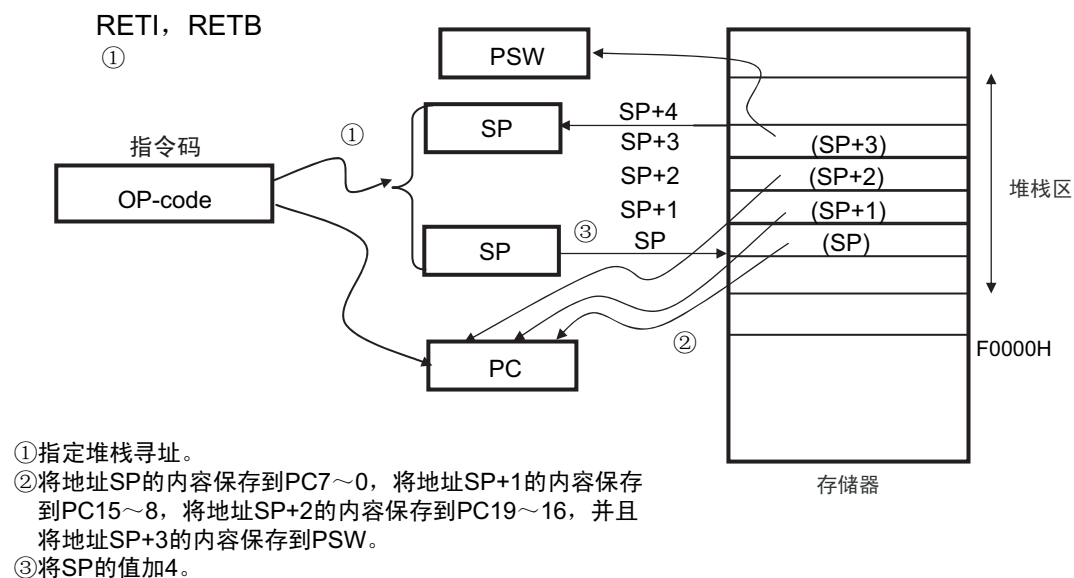 RETI，RETB
①
PSW
SP+4
SP
①
SP+3
(SP+3)
指令码
OP-code
SP+2
(SP+2)
堆栈区
SP+1
(SP+1)
SP
③
SP
(SP)
②
PC
F0000H
存储器
①指定堆栈寻址。
②将地址SP的内容保存到PC7～0，将地址SP+1的内容保存
到PC15～8，将地址SP+2的内容保存到PC19～16，并且
将地址SP+3的内容保存到PSW。
③将SP的值加4。